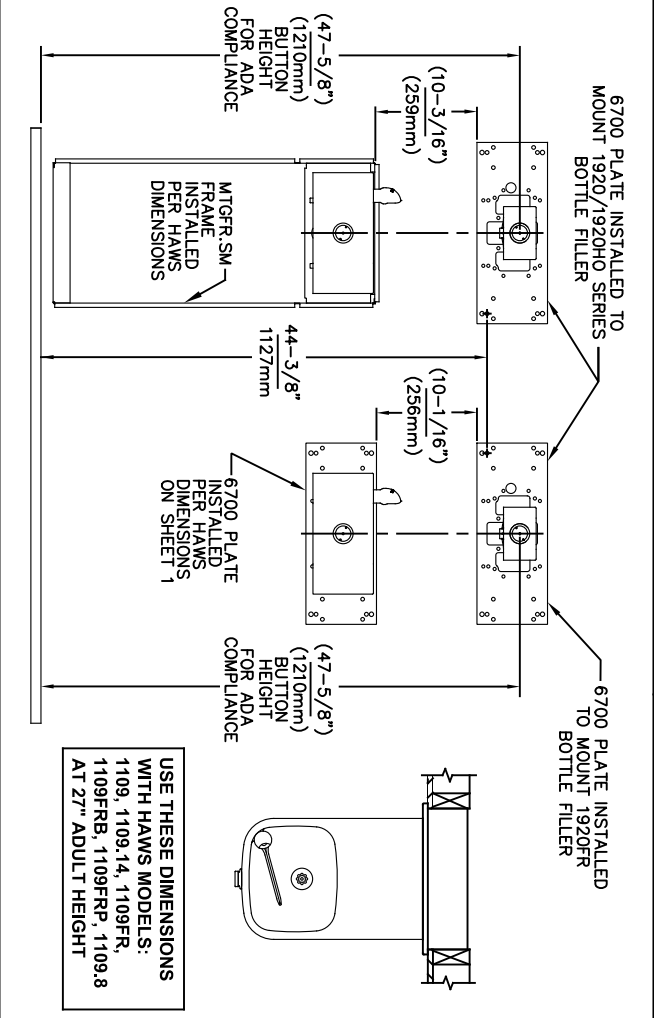 6700 PLATE INSTALLED TO
MOUNT 1920/1920HO SERIES
BOTTLE FILLER
6700 PLATE INSTALLED
TO MOUNT 1920FR
BOTTLE FILLER
(10-3/16")
(259mm)
(10-1/16")
(256mm)
(47-5/8")
(1210mm)
BUTTON
HEIGHT
FOR ADA
COMPLIANCE
MTGFR.SM
FRAME
INSTALLED
PER HAWS
DIMENSIONS
44-3/8"
1127mm
6700 PLATE
INSTALLED
PER HAWS
DIMENSIONS
ON SHEET 1
(47-5/8")
(1210mm)
BUTTON
HEIGHT
FOR ADA
COMPLIANCE
USE THESE DIMENSIONS
WITH HAWS MODELS:
1109, 1109.14, 1109FR,
1109FRB, 1109FRP, 1109.8
AT 27" ADULT HEIGHT